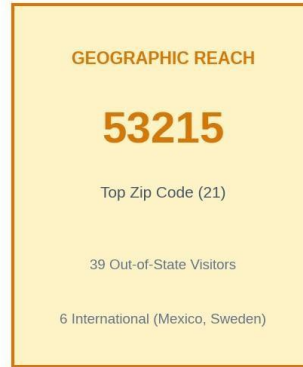 GEOGRAPHIC REACH
53215
Top Zip Code (21)
39 Out-of-State Visitors
6 International (Mexico, Sweden)